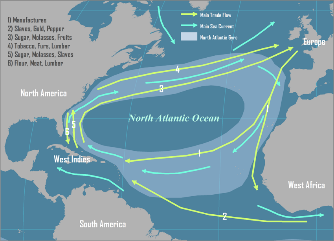 1) Manufactures
2) Slaves, Gold, Pepper
3) Sugar, Molasses, Fruits
4) Tobacco, Furs, Lumber
5) Sugar, Molasses, Slaves
6) Flour, Meat, Lumber
Main Trade Flow
Main Sea Current
North Atlantic Gyre
Europe
4
3
North America
North Atlantic Ocean
6 5
West Indies
1
West Africa
2
South America